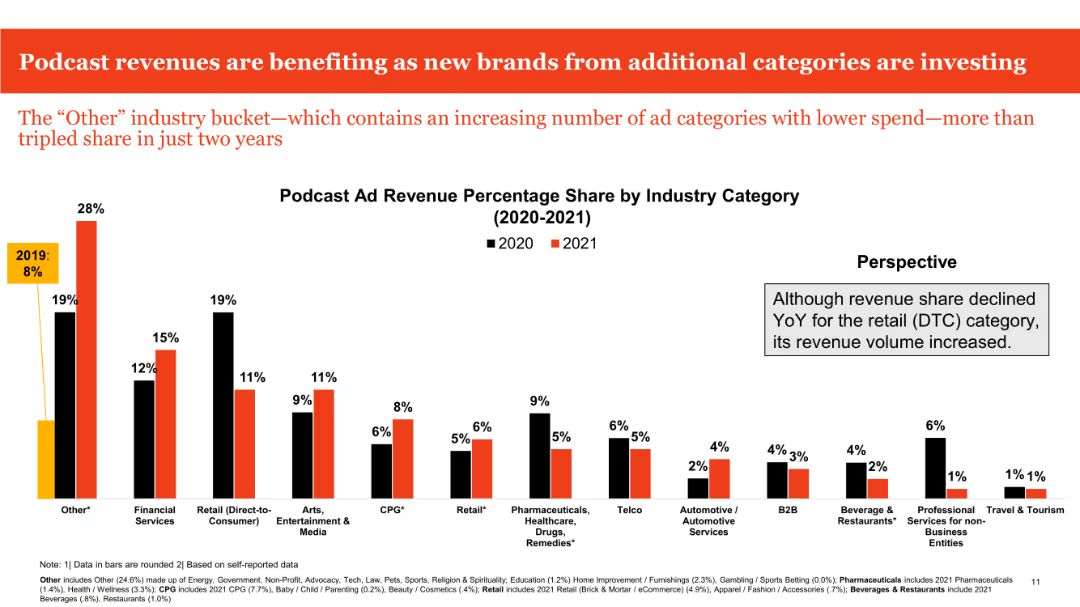 Podcast revenues are benefiting as new brands from additional categories are investing
The “Other” industry bucket—which contains an increasing number of ad categories with lower spend—more than
tripled share in just two years
Podcast Ad Revenue Percentage Share by Industry Category
(2020-2021)
2020 2021
Perspective
Although revenue share declined
YoY for the retail (DTC) category,
its revenue volume increased.
2019:
8%
19% 28%
12% 15%
19% 11%
9% 11%
6% 8%
5% 6%
9% 5%
6% 5%
2% 4%
4% 3%
4% 2%
6% 1%
1% 1%
Other*
Financial
Services
Retail (Direct-to-
Consumer)
Arts,
Entertainment &
Media
CPG*
Retail*
Pharmaceuticals,
Healthcare,
Drugs,
Remedies*
Telco
Automotive /
Automotive
Services
B2B
Beverage &
Restaurants*
Professional
Services for non-
Business
Entities
Travel & Tourism
Note: 1| Data in bars are rounded 2| Based on self-reported data
Other includes Other (24.6%) made up of Energy, Government, Non-Profit, Advocacy, Tech, Law, Pets, Sports, Religion & Spirituality; Education (1.2%) Home Improvement / Furnishings (2.3%), Gambling / Sports Betting (0.0%); Pharmaceuticals includes 2021 Pharmaceuticals
(1.4%), Health / Wellness (3.3%); CPG includes 2021 CPG (7.7%), Baby / Child / Parenting (0.2%), Beauty / Cosmetics (.4%); Retail includes 2021 Retail (Brick & Mortar / eCommerce) (4.9%), Apparel / Fashion / Accessories (.7%); Beverages & Restaurants include 2021
Beverages (.8%), Restaurants (1.0%)
11